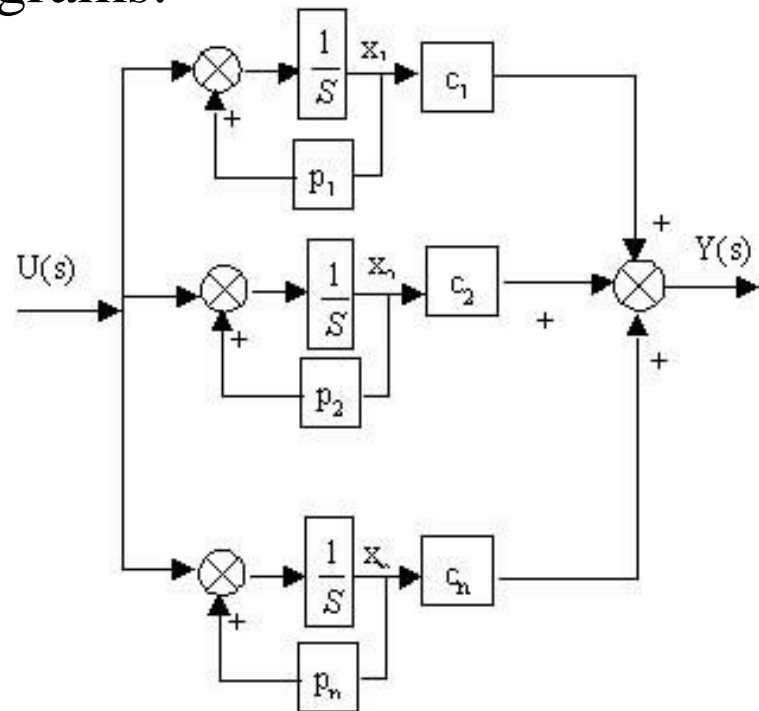 grams:
1
S
x₁
c₁
+
p₁
+
U(s)
Y(s)
1
S
c₂
+
+
p₂
+
1
S
cₙ
+
pₙ